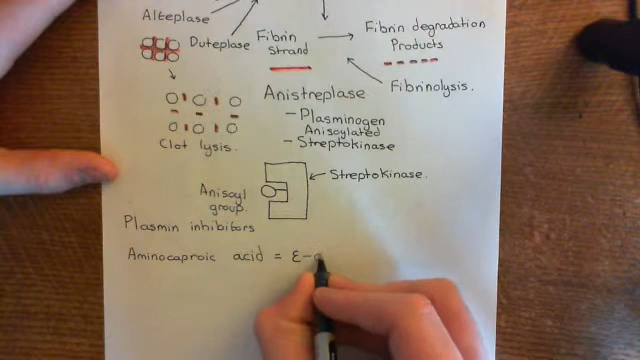 Alteplase
Duteplase
Fibrin
strand
Fibrin degradation
Products
Fibrinolysis.
Clot lysis.
Anistreplase
- Plasminogen
Anisoylated
- Streptokinase
Streptokinase.
Anisoyl
group.
Plasmin inhibitors
Aminocaproic acid = ε-